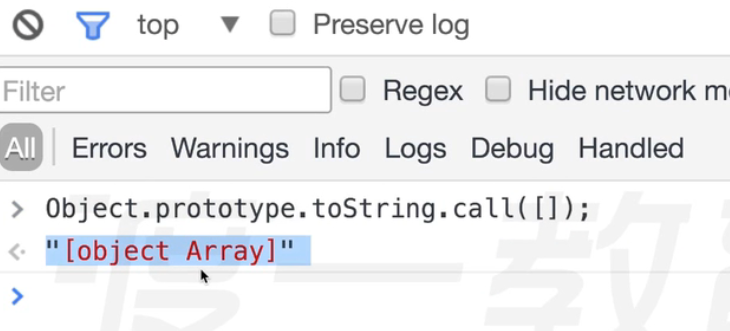 top ▼ Preserve log
Filter Regex Hide network m
All Errors Warnings Info Logs Debug Handled
> Object.prototype.toString.call([]);
"[object Array]"
>